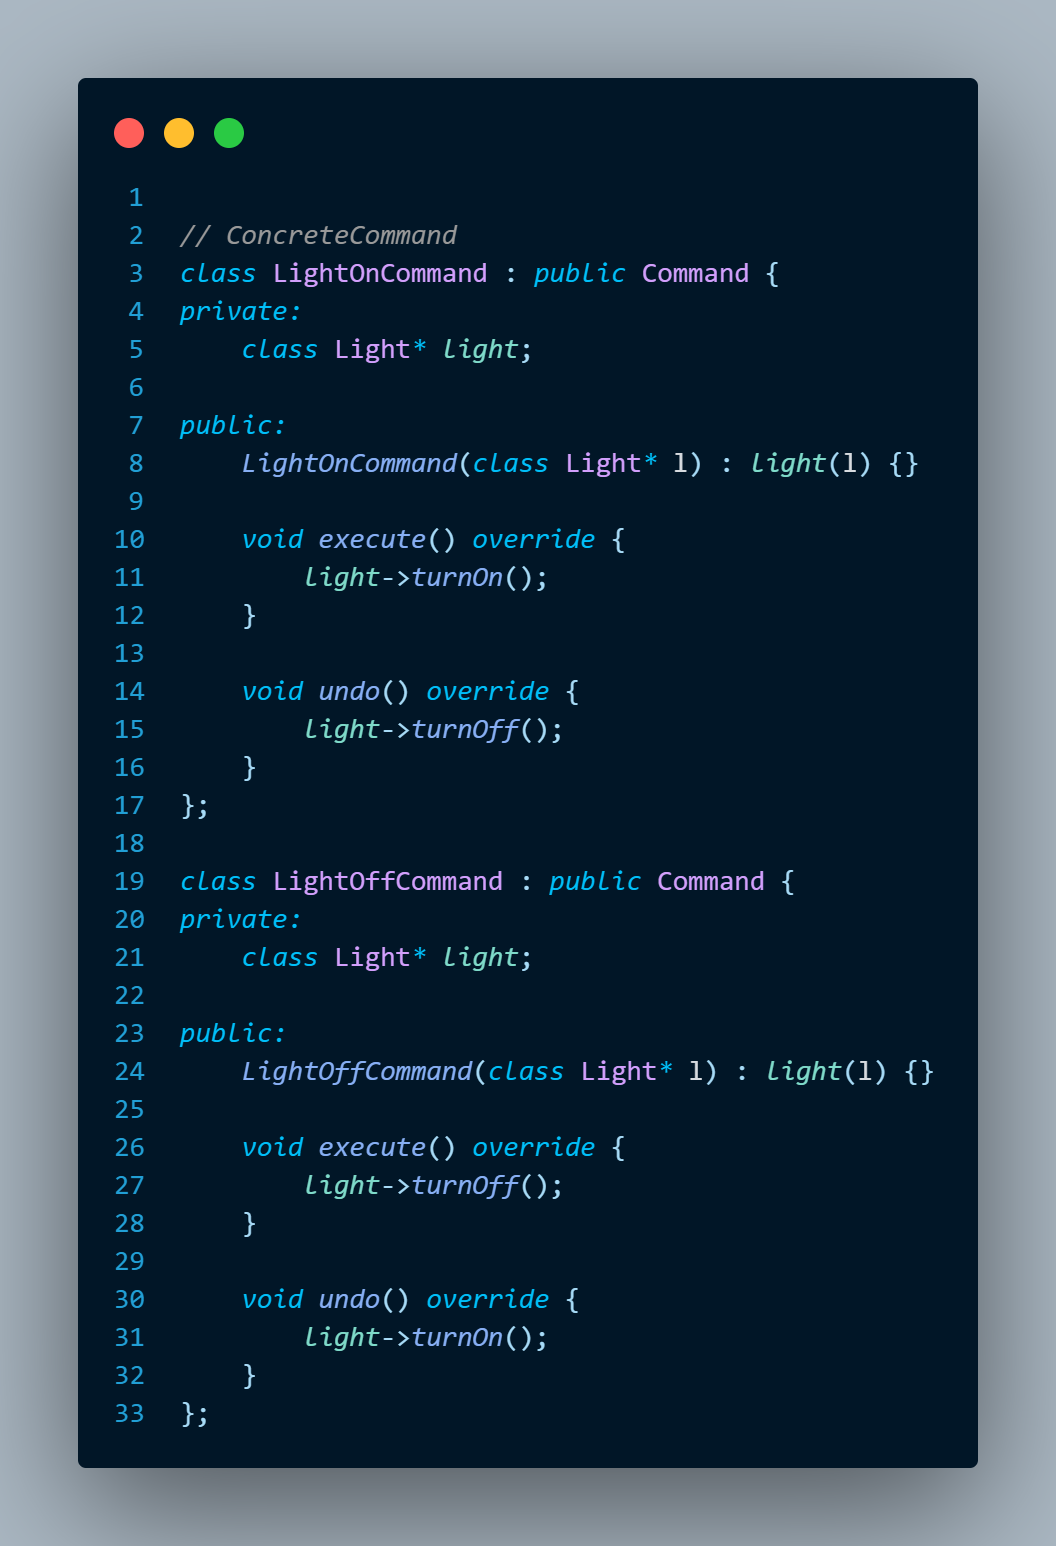 1
2 // ConcreteCommand
3 class LightOnCommand : public Command {
4 private:
5     class Light* light;
6
7 public:
8     LightOnCommand(class Light* l) : light(l) {}
9
10     void execute() override {
11         light->turnOn();
12     }
13
14     void undo() override {
15         light->turnOff();
16     }
17 };
18
19 class LightOffCommand : public Command {
20 private:
21     class Light* light;
22
23 public:
24     LightOffCommand(class Light* l) : light(l) {}
25
26     void execute() override {
27         light->turnOff();
28     }
29
30     void undo() override {
31         light->turnOn();
32     }
33 };